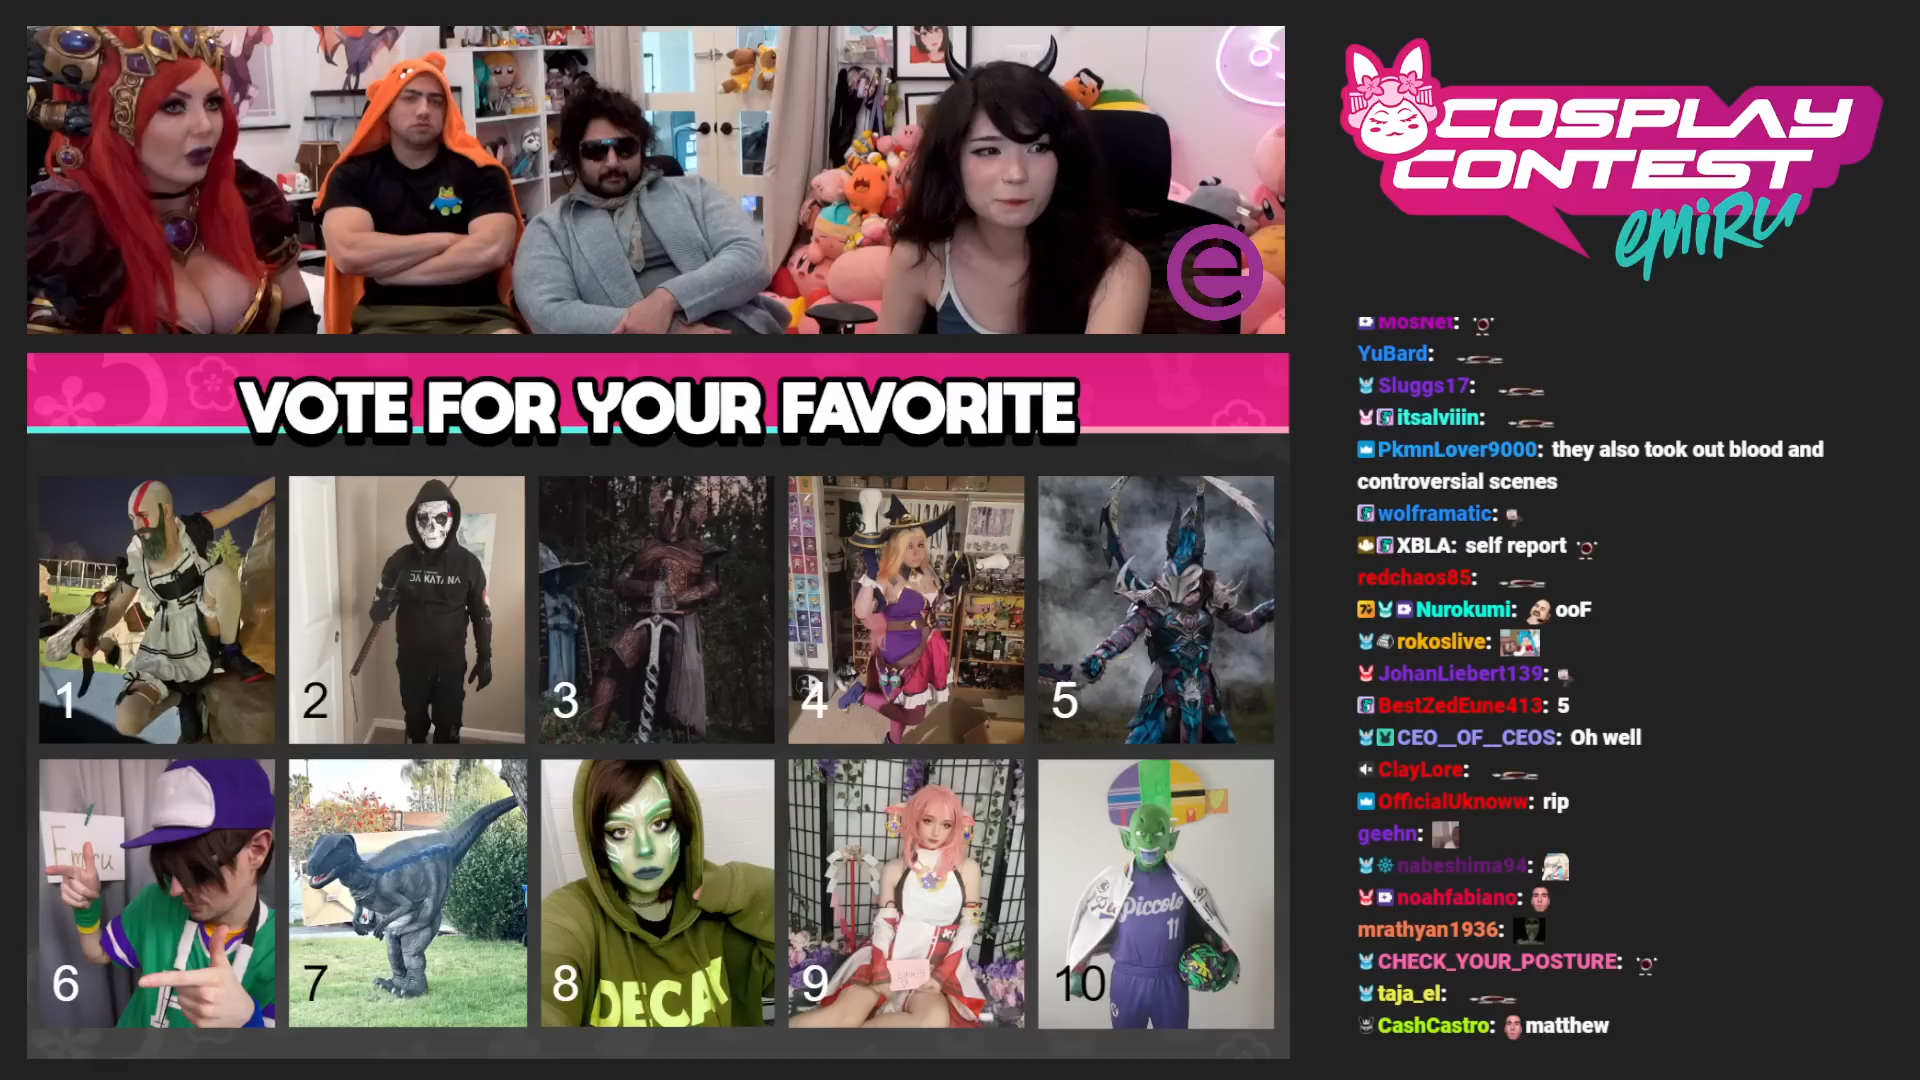 COSPLAY
CONTEST
emiru
e
VOTE FOR YOUR FAVORITE
1
2
DA KATANA
3
4
5
6
Emiru
7
8
DECAY
9
10
Piccolo
11
MosNet:
YuBard:
Sluggs17:
itsalviiin:
PkmnLover9000: they also took out blood and
controversial scenes
wolframatic:
XBLA: self report
redchaos85:
Nurokumi: ooF
rokoslive:
JohanLiebert139:
BestZedEune413: 5
CEO__OF__CEOS: Oh well
ClayLore:
OfficialUknoww: rip
geehn:
nabeshima94:
noahfabiano:
mrathyan1936:
CHECK_YOUR_POSTURE:
taja_el:
CashCastro: matthew